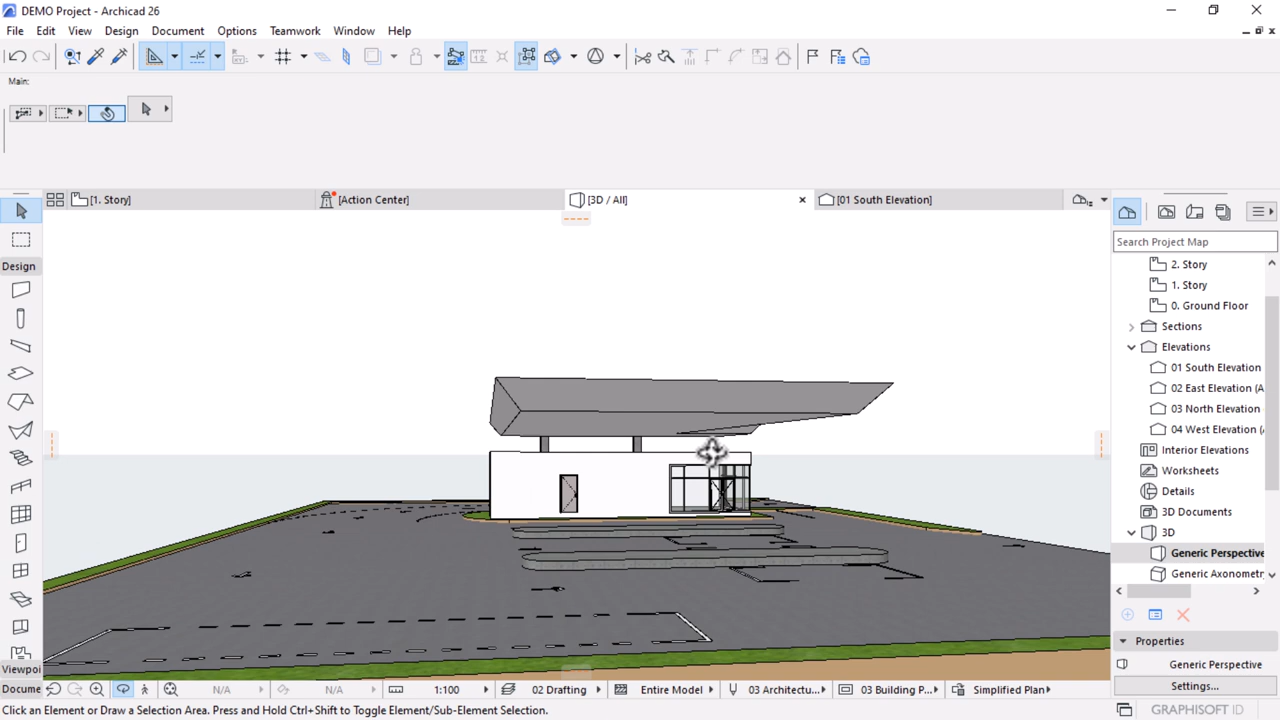 DEMO Project - Archicad 26
File Edit View Design Document Options Teamwork Window Help
Main:
[1. Story] [Action Center] [3D / All] [01 South Elevation]
Search Project Map
2. Story
1. Story
0. Ground Floor
Sections
Elevations
01 South Elevation
02 East Elevation (A
03 North Elevation
04 West Elevation (
Interior Elevations
Worksheets
Details
3D Documents
3D
Generic Perspective
Generic Axonometr
Design
Viewpoi
Docume
Properties
Generic Perspective
Settings...
N/A N/A 1:100 02 Drafting Entire Model 03 Architectu... 03 Building P... Simplified Plan
Click an Element or Draw a Selection Area. Press and Hold Ctrl+Shift to Toggle Element/Sub-Element Selection.
GRAPHISOFT ID